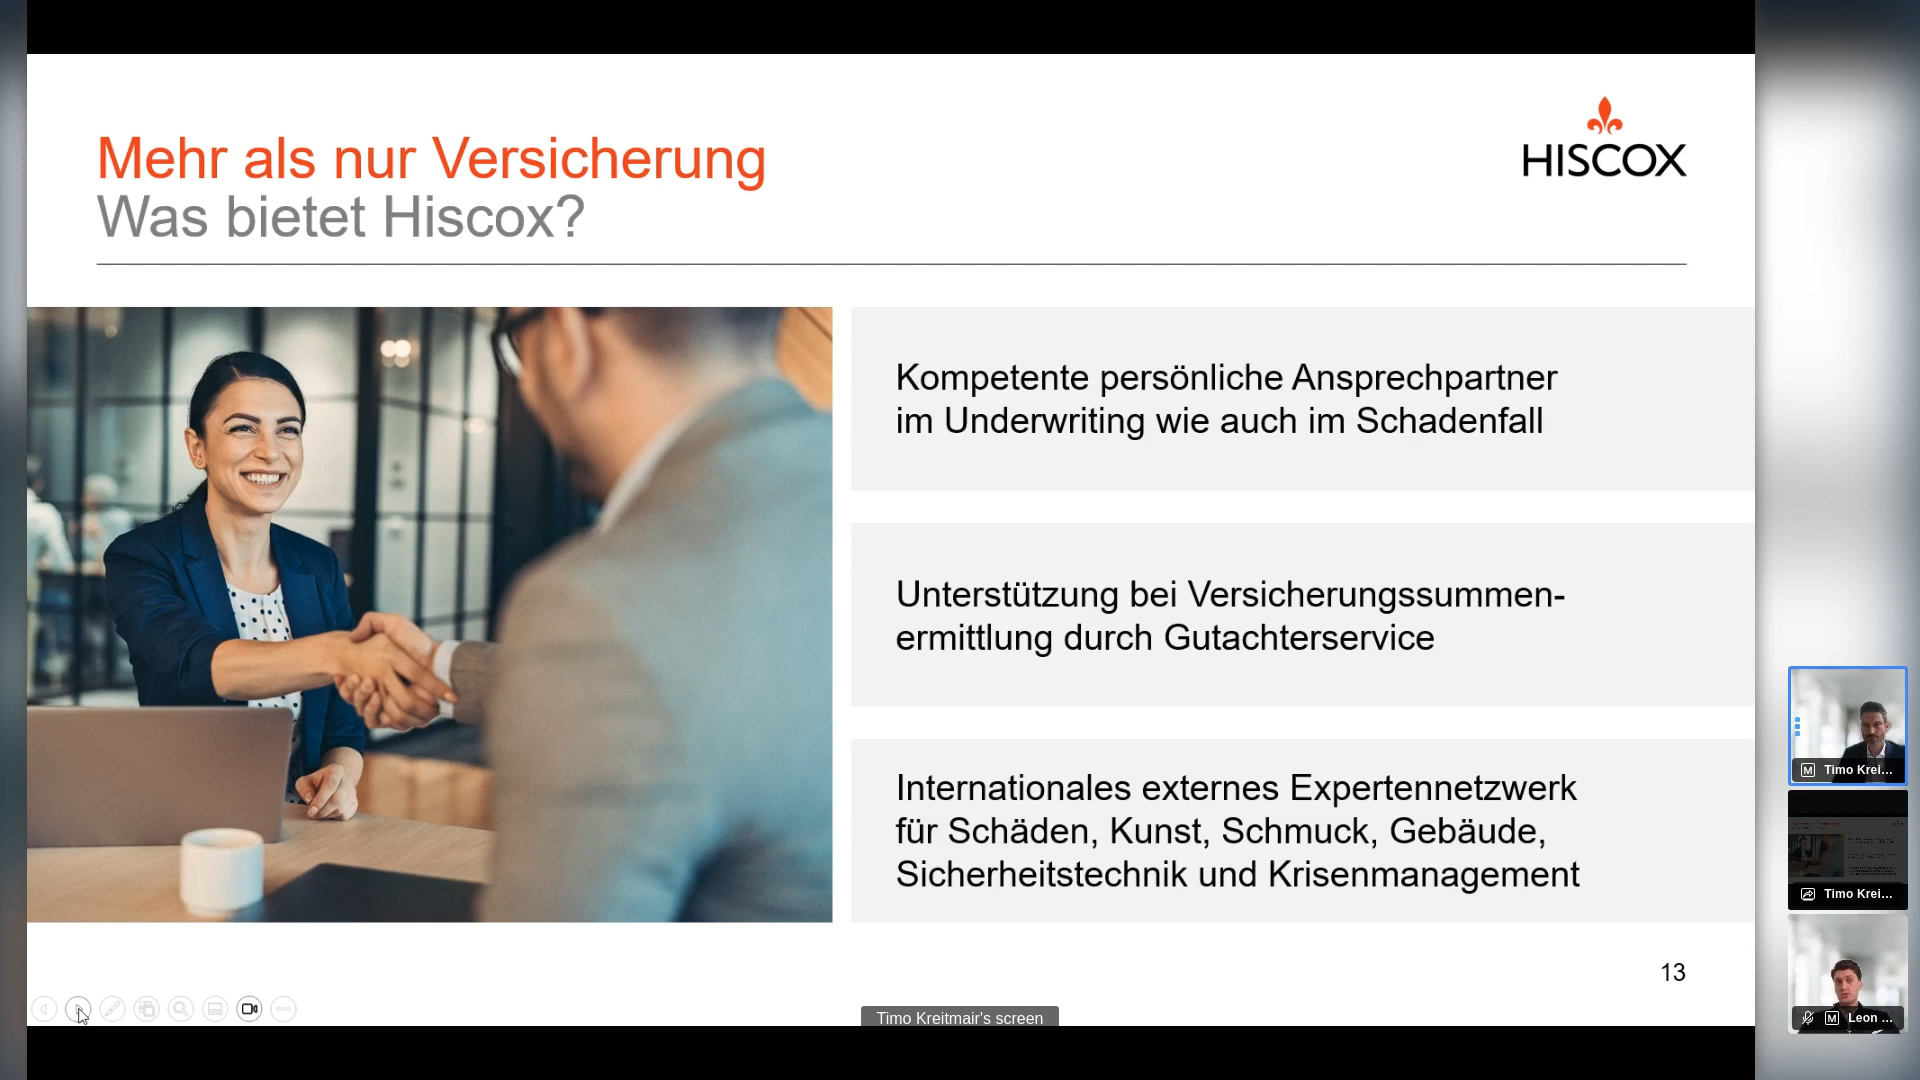 Mehr als nur Versicherung
Was bietet Hiscox?
HISCOX
Kompetente persönliche Ansprechpartner
im Underwriting wie auch im Schadenfall
Unterstützung bei Versicherungssummen-
ermittlung durch Gutachterservice
Internationales externes Expertennetzwerk
für Schäden, Kunst, Schmuck, Gebäude,
Sicherheitstechnik und Krisenmanagement
13
Timo Kreitmair's screen
M Timo Krei...
Timo Krei...
M Leon ...